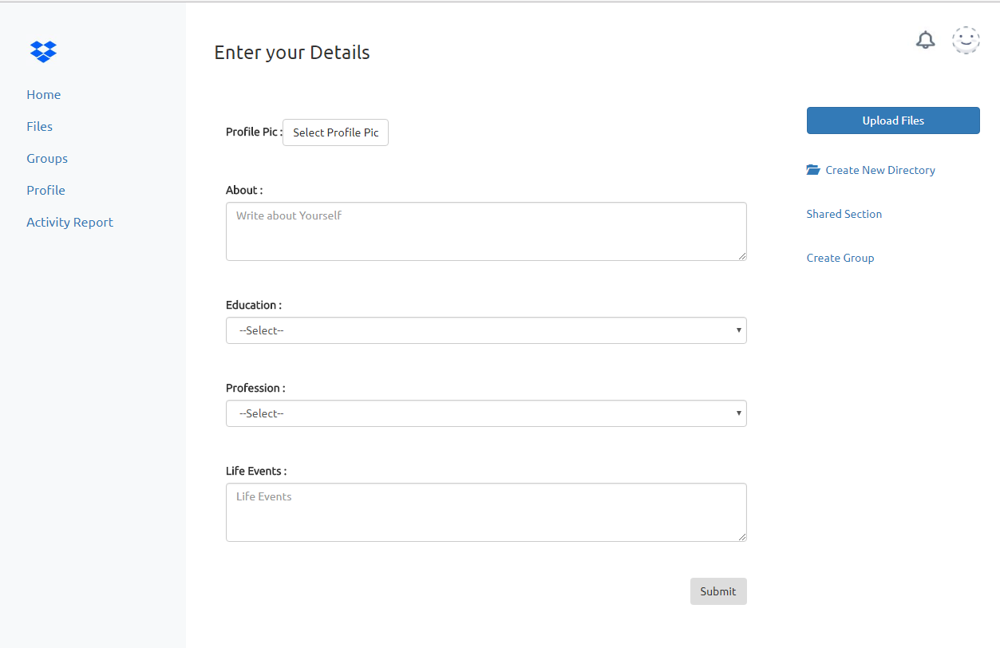 Enter your Details
Home
Files
Groups
Profile
Activity Report
Profile Pic : Select Profile Pic
About :
Write about Yourself
Education :
--Select--
Profession :
--Select--
Life Events :
Life Events
Submit
Upload Files
Create New Directory
Shared Section
Create Group